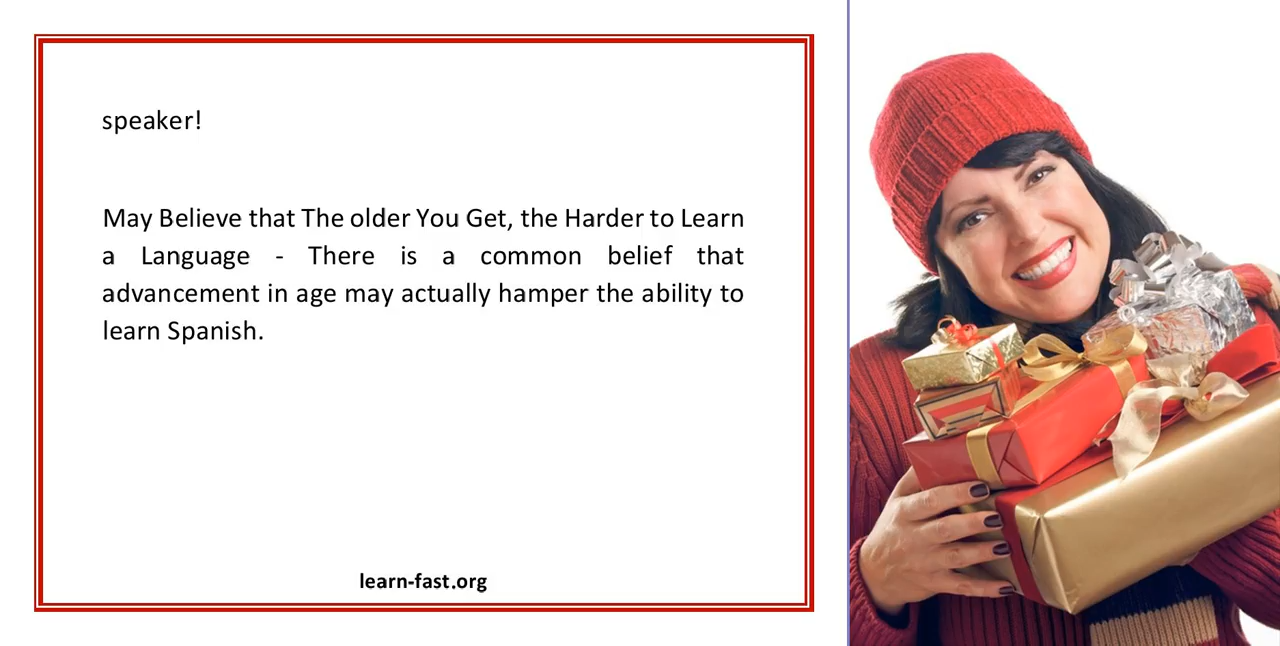 speaker!
May Believe that The older You Get, the Harder to Learn
a Language - There is a common belief that
advancement in age may actually hamper the ability to
learn Spanish.
learn-fast.org